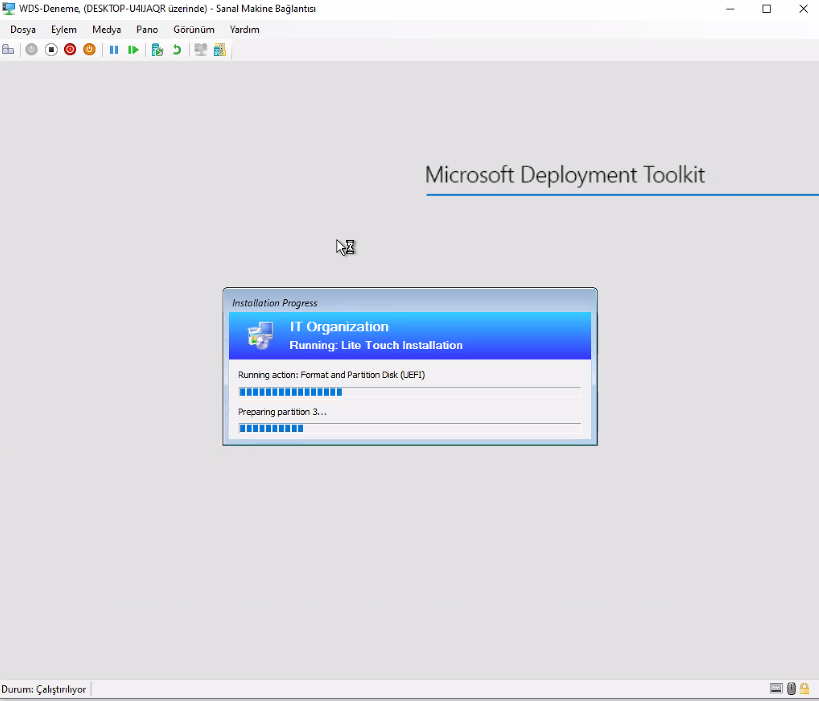 WDS-Deneme, (DESKTOP-U4IJAQR üzerinde) - Sanal Makine Bağlantısı
Dosya Eylem Medya Pano Görünüm Yardım
Microsoft Deployment Toolkit
Installation Progress
IT Organization
Running: Lite Touch Installation
Running action: Format and Partition Disk (UEFI)
Preparing partition 3...
Durum: Çalıştırılıyor